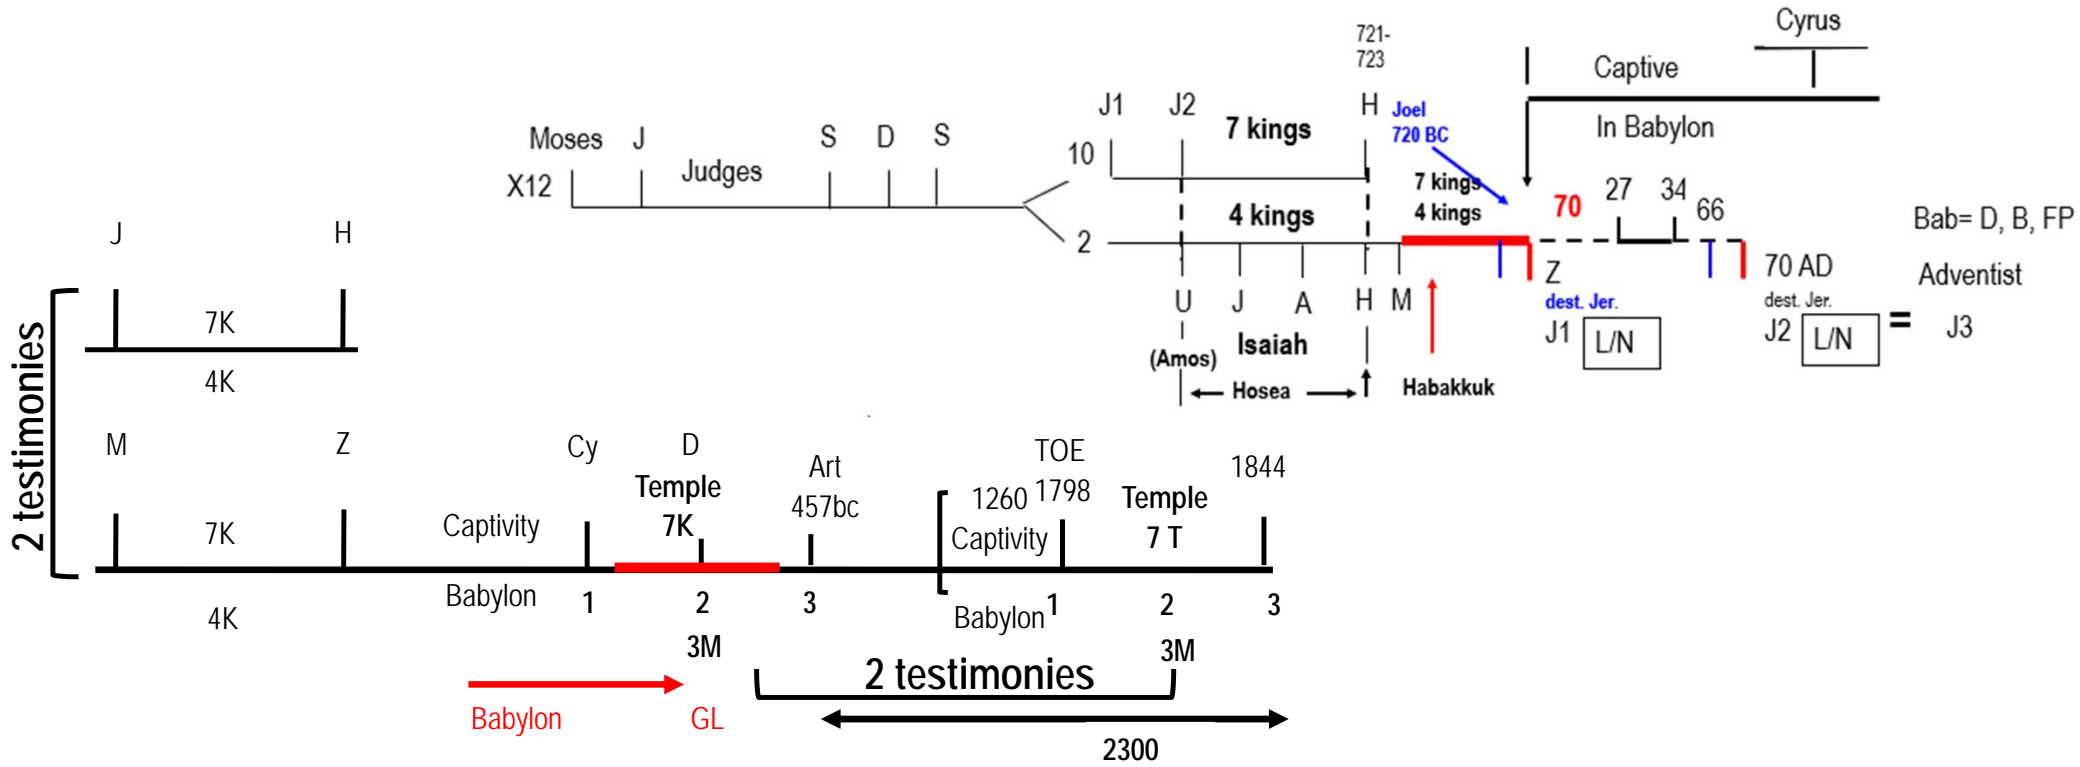 Cyrus
721-
723
Captive
J1
J2
7 kings
H
Joel
720 BC
In Babylon
Moses
J
Judges
S
D
S
10
X12
7 kings
4 kings
4 kings
2
70
27
34
66
Bab= D, B, FP
Adventist
U
J
A
H
M
Z
70 AD
dest. Jer.
dest. Jer.
J1
L/N
J2
L/N
=
J3
(Amos)
Isaiah
Hosea
Habakkuk
2 testimonies
J
H
7K
4K
M
Z
7K
4K
Captivity
Babylon
Cy
D
Temple
7K
Art
457bc
1
2
3
3M
1260
TOE
1798
Captivity
Babylon
Temple
7 T
1844
1
2
3
3M
2 testimonies
Babylon
GL
2300